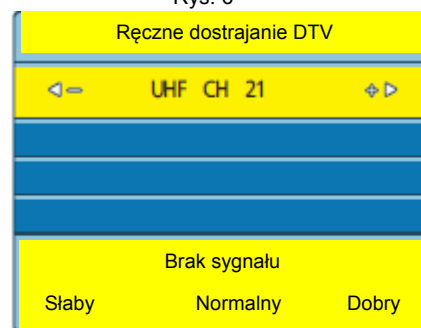 Ręczne dostrajanie DTV
UHF CH 21
Brak sygnału
Słaby Normalny Dobry